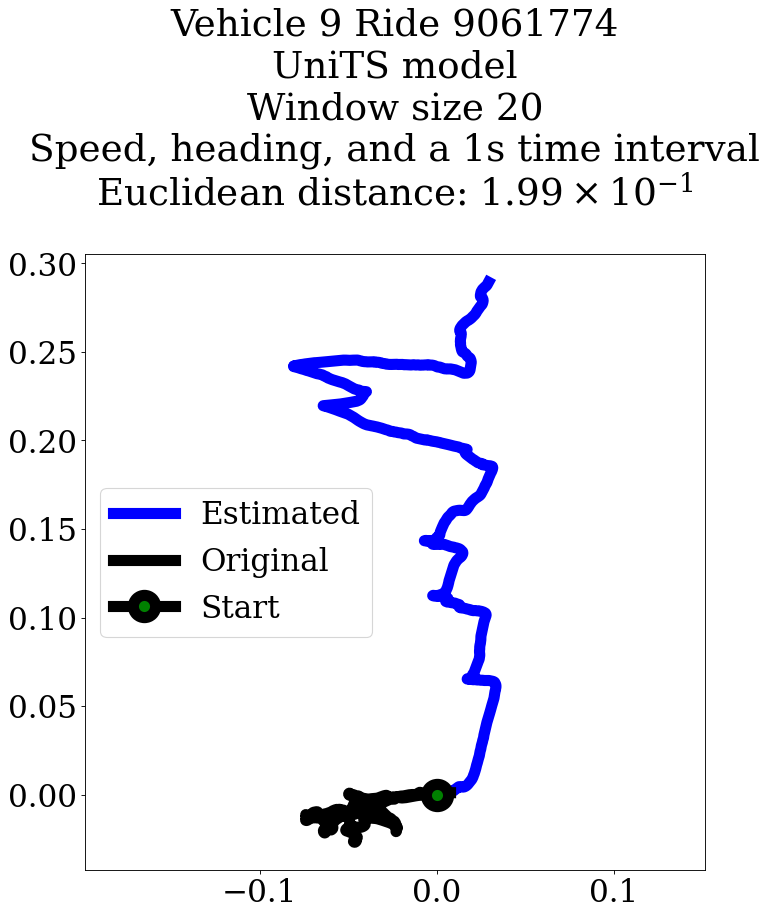 Vehicle 9 Ride 9061774
UniTS model
Window size 20
Speed, heading, and a 1s time interval
Euclidean distance: 1.99 × 10⁻¹
0.30
0.25
0.20
0.15
0.10
0.05
0.00
Estimated
Original
Start
−0.1
0.0
0.1